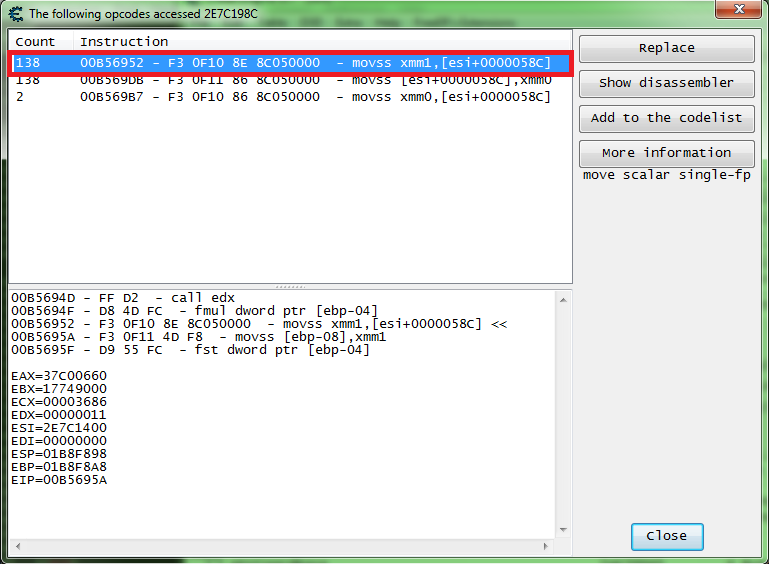 The following opcodes accessed 2E7C198C
Count Instruction
138 00B56952 - F3 0F10 8E 8C050000 - movss xmm1,[esi+0000058C]
138 00B569DB - F3 0F11 86 8C050000 - movss [esi+0000058C],xmm0
2 00B569B7 - F3 0F10 86 8C050000 - movss xmm0,[esi+0000058C]
Replace
Show disassembler
Add to the codelist
More information
move scalar single-fp
00B5694D - FF D2 - call edx
00B5694F - D8 4D FC - fmul dword ptr [ebp-04]
00B56952 - F3 0F10 8E 8C050000 - movss xmm1,[esi+0000058C] <<
00B5695A - F3 0F11 4D F8 - movss [ebp-08],xmm1
00B5695F - D9 55 FC - fst dword ptr [ebp-04]
EAX=37C00660
EBX=17749000
ECX=00003686
EDX=00000011
ESI=2E7C1400
EDI=00000000
ESP=01B8F898
EBP=01B8F8A8
EIP=00B5695A
Close